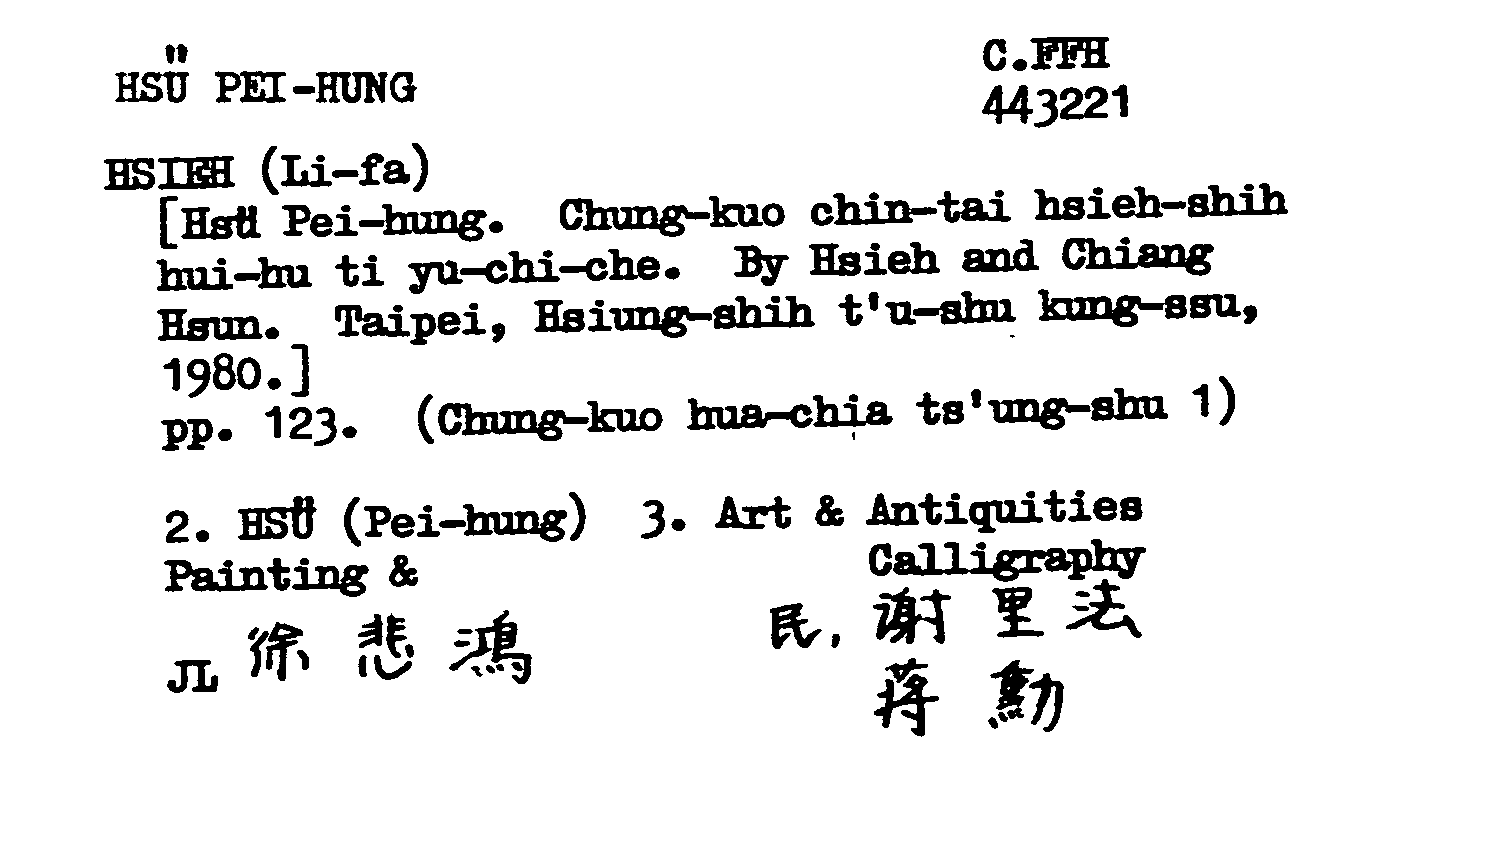 HSÜ PEI-HUNG
C.FFH
443221
HSIEH (Li-fa)
[Hsü Pei-hung. Chung-kuo chin-tai hsieh-shih
hui-hu ti yu-chi-che. By Hsieh and Chiang
Hsun. Taipei, Hsiung-shih t'u-shu kung-ssu,
1980.]
pp. 123. (Chung-kuo hua-chia ts'ung-shu 1)
2. HSÜ (Pei-hung) 3. Art & Antiquities
Calligraphy
Painting &
JL 徐悲鴻
民, 谢里法
蒋勳